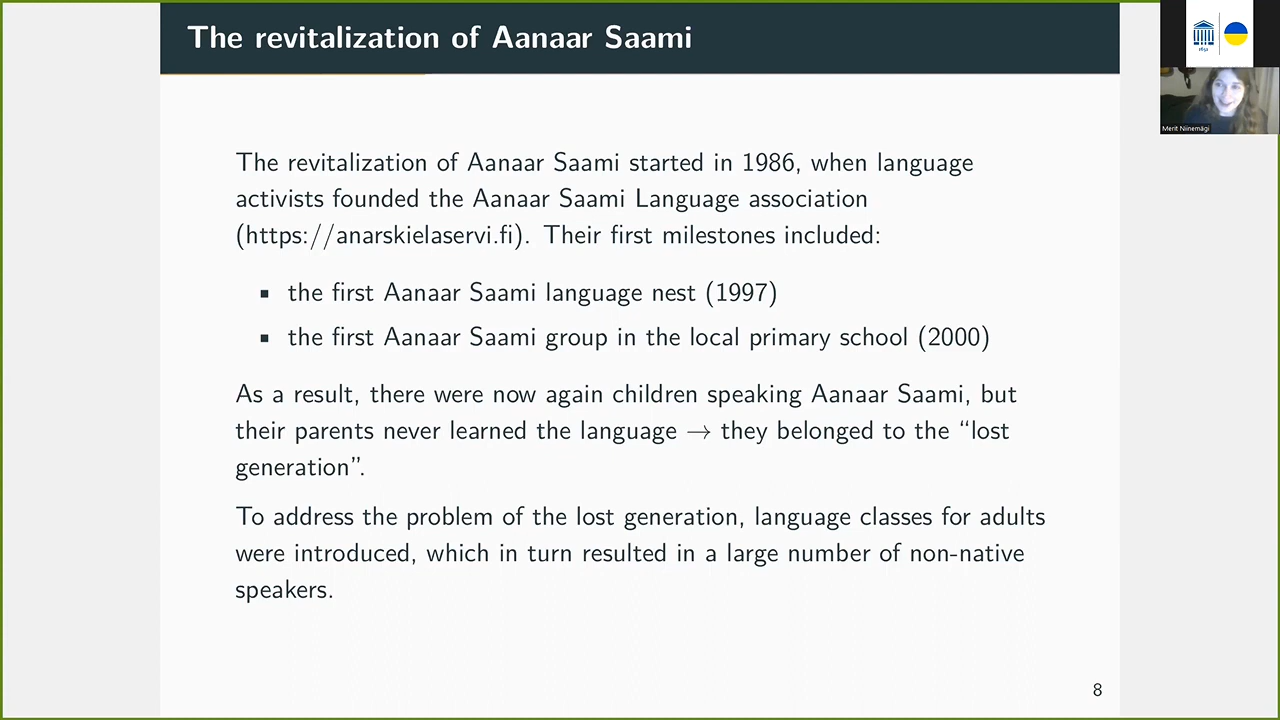 The revitalization of Aanaar Saami
The revitalization of Aanaar Saami started in 1986, when language
activists founded the Aanaar Saami Language association
(https://anarskielaservi.fi). Their first milestones included:
▪ the first Aanaar Saami language nest (1997)
▪ the first Aanaar Saami group in the local primary school (2000)
As a result, there were now again children speaking Aanaar Saami, but
their parents never learned the language → they belonged to the “lost
generation”.
To address the problem of the lost generation, language classes for adults
were introduced, which in turn resulted in a large number of non-native
speakers.
8
1632
Merit Niinemägi